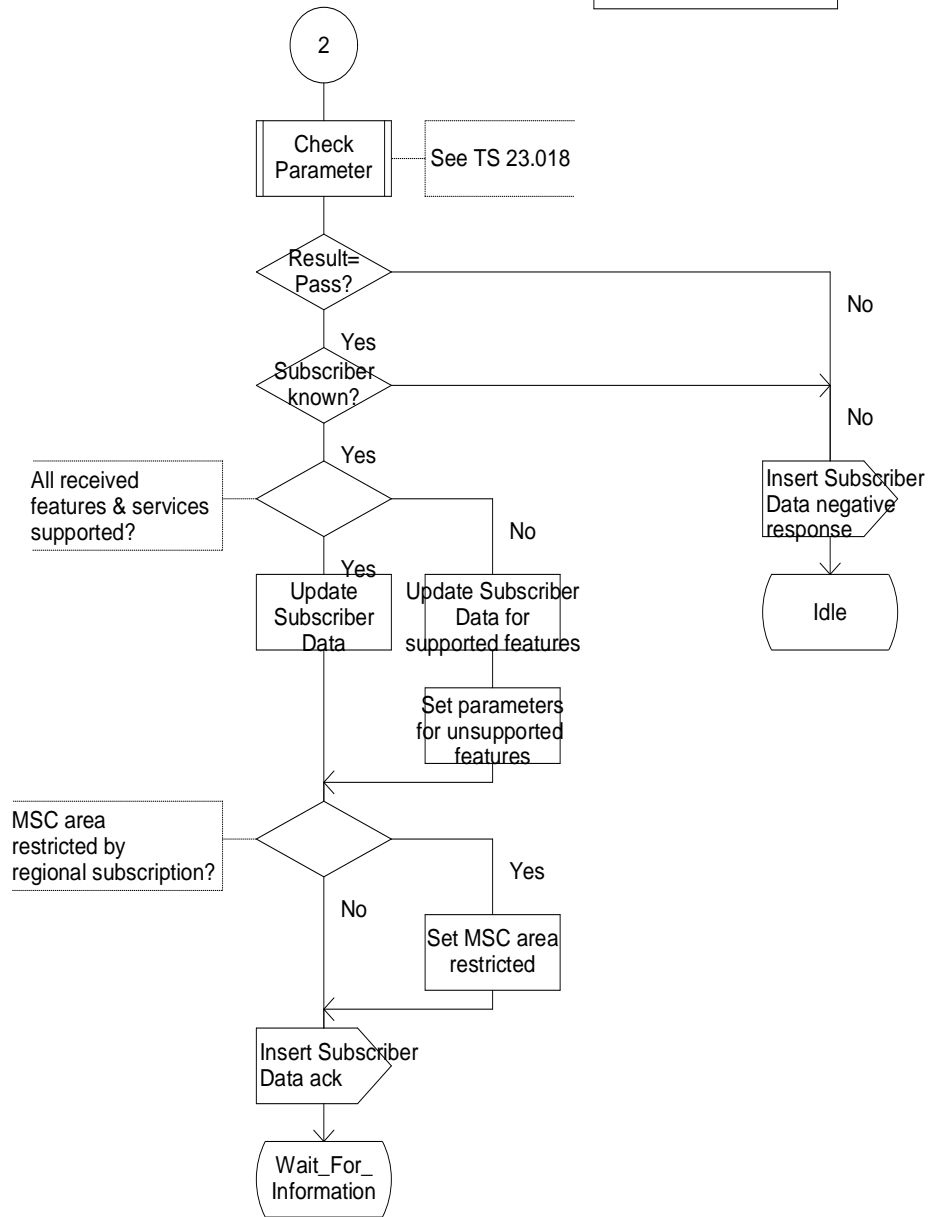 2
Check
Parameter
See TS 23.018
Result=
Pass?
No
Yes
Subscriber
known?
No
Yes
All received
features & services
supported?
No
Insert Subscriber
Data negative
response
Yes
Update
Subscriber
Data
Update Subscriber
Data for
supported features
Idle
Set parameters
for unsupported
features
MSC area
restricted by
regional subscription?
Yes
No
Set MSC area
restricted
Insert Subscriber
Data ack
Wait_For_
Information